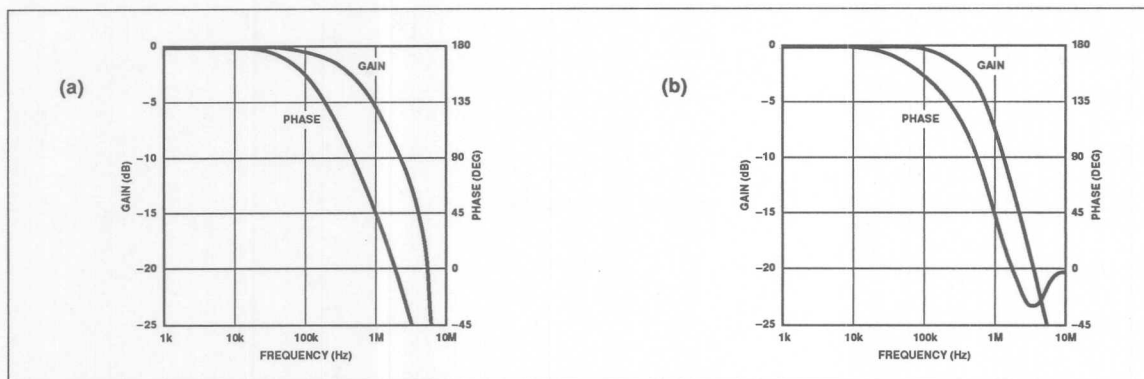 (a)
0
-5
-10
-15
-20
-25
GAIN (dB)
180
135
90
45
0
-45
PHASE (DEG)
GAIN
PHASE
1k 10k 100k 1M 10M
FREQUENCY (Hz)
(b)
0
-5
-10
-15
-20
-25
GAIN (dB)
180
135
90
45
0
-45
PHASE (DEG)
GAIN
PHASE
1k 10k 100k 1M 10M
FREQUENCY (Hz)